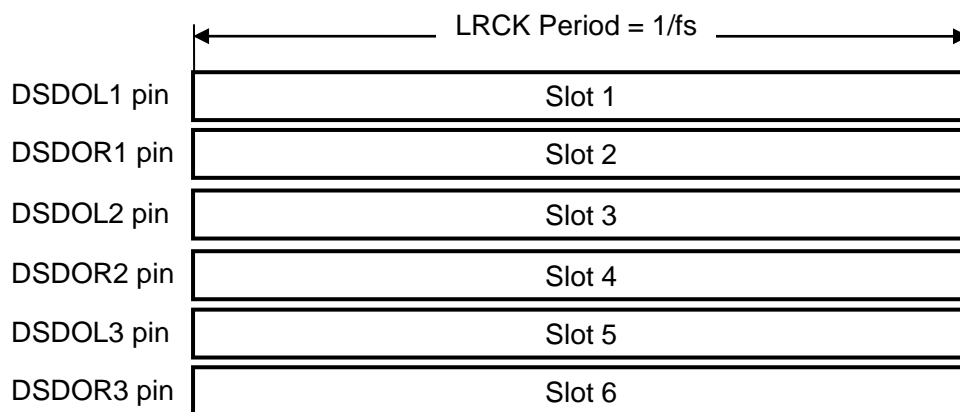 LRCK Period = 1/fs
DSDOL1 pin Slot 1
DSDOR1 pin Slot 2
DSDOL2 pin Slot 3
DSDOR2 pin Slot 4
DSDOL3 pin Slot 5
DSDOR3 pin Slot 6